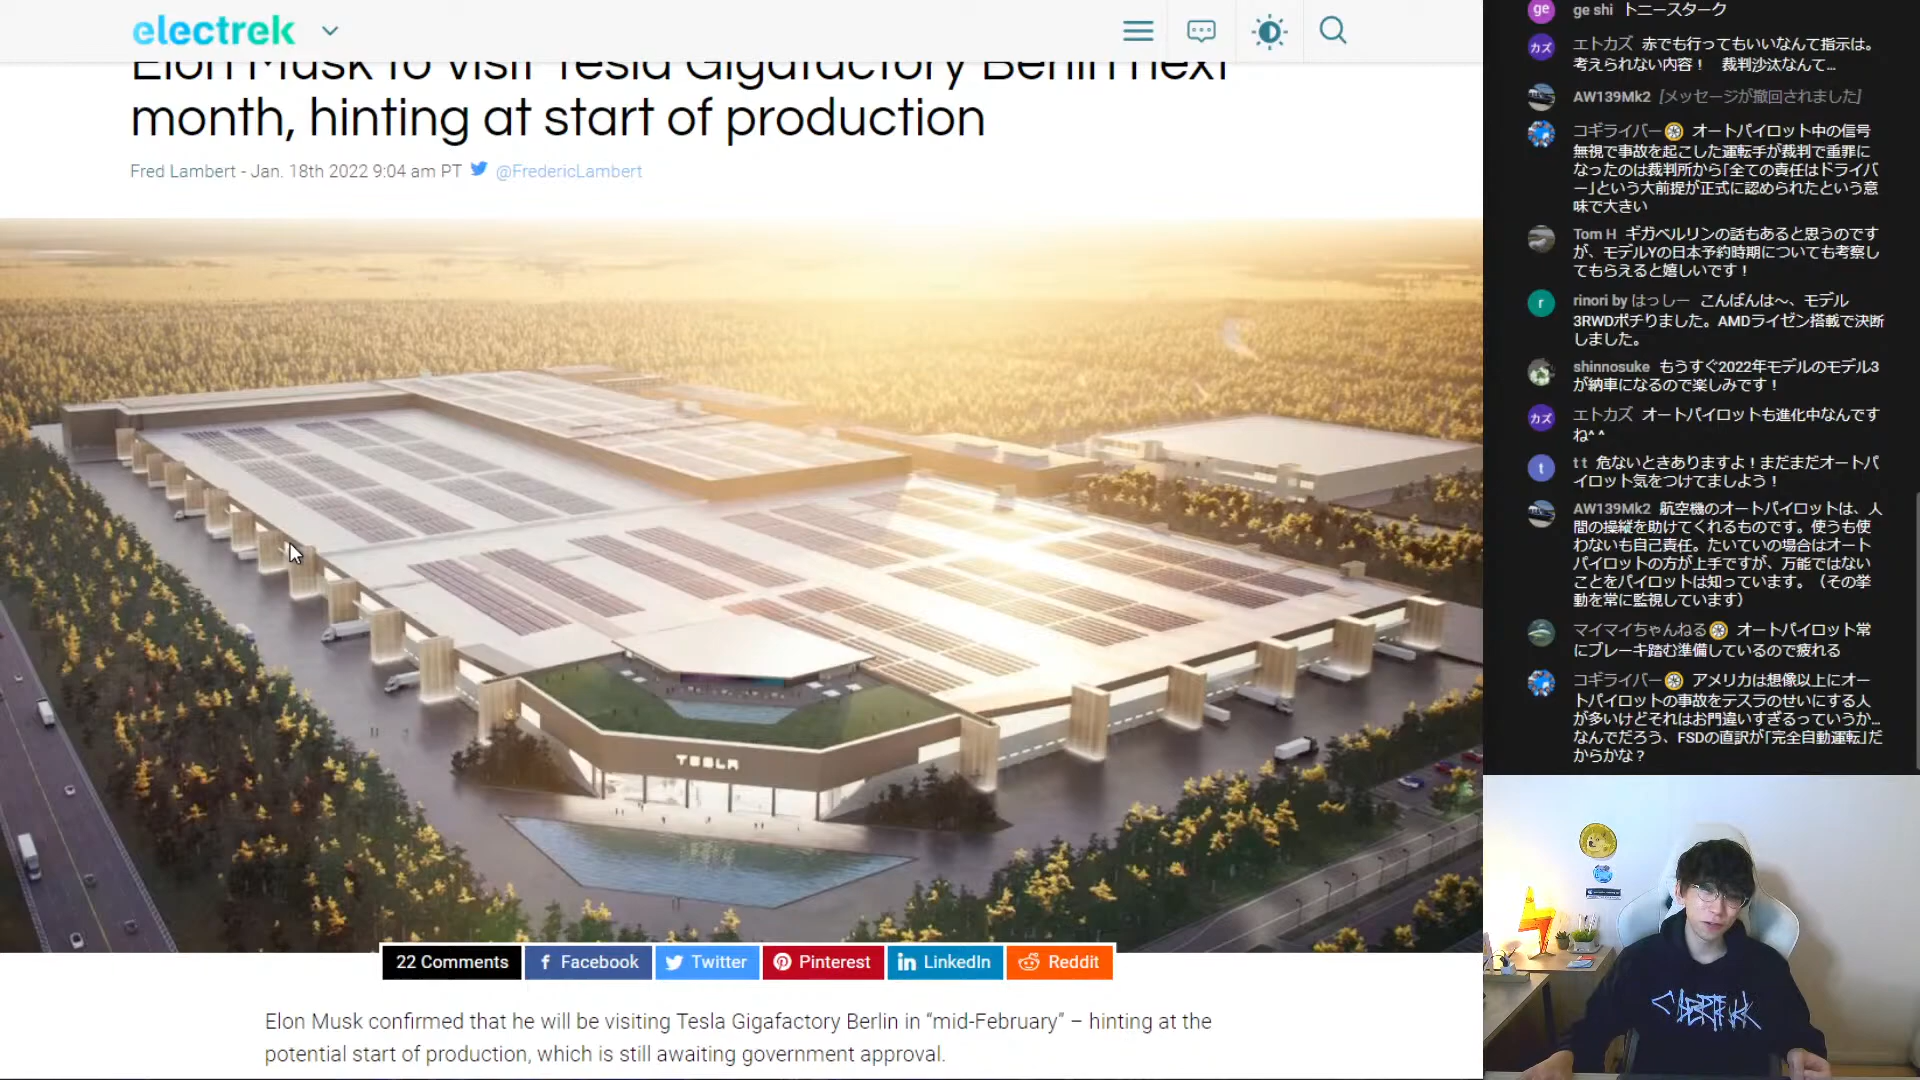 electrek
Elon Musk to visit Tesla Gigafactory Berlin next
month, hinting at start of production
Fred Lambert - Jan. 18th 2022 9:04 am PT @FredericLambert
TESLA
22 Comments
Facebook
Twitter
Pinterest
LinkedIn
Reddit
Elon Musk confirmed that he will be visiting Tesla Gigafactory Berlin in “mid-February” – hinting at the
potential start of production, which is still awaiting government approval.
ge
ge shi トニースターク
カズ
エトカズ 赤でも行ってもいいなんて指示は。
考えられない内容！ 裁判沙汰なんて...
AW139Mk2 [メッセージが撤回されました]
コギライバー オートパイロット中の信号
無視で事故を起こした運転手が裁判で重罪に
なったのは裁判所から｢全ての責任はドライバ
ー｣という大前提が正式に認められたという意
味で大きい
Tom H ギガベルリンの話もあると思うのです
が、モデルYの日本予約時期についても考察し
てもらえると嬉しいです！
r
rinori by はっしー こんばんは〜、モデル
3RWDポチりました。AMDライゼン搭載で決断
しました。
shinnosuke もうすぐ2022年モデルのモデル3
が納車になるので楽しみです！
カズ
エトカズ オートパイロットも進化中なんです
ね^ ^
t
t t 危ないときありますよ！まだまだオートパ
イロット気をつけてましよう！
AW139Mk2 航空機のオートパイロットは、人
間の操縦を助けてくれるものです。使うも使
わないも自己責任。たいていの場合はオート
パイロットの方が上手ですが、万能ではない
ことをパイロットは知っています。（その挙
動を常に監視しています）
マイマイちゃんねる オートパイロット常
にブレーキ踏む準備しているので疲れる
コギライバー アメリカは想像以上にオー
トパイロットの事故をテスラのせいにする人
が多いけどそれはお門違いすぎるっていうか...
なんでだろう、FSDの直訳が｢完全自動運転｣だ
からかな？
CYBERTRUCK